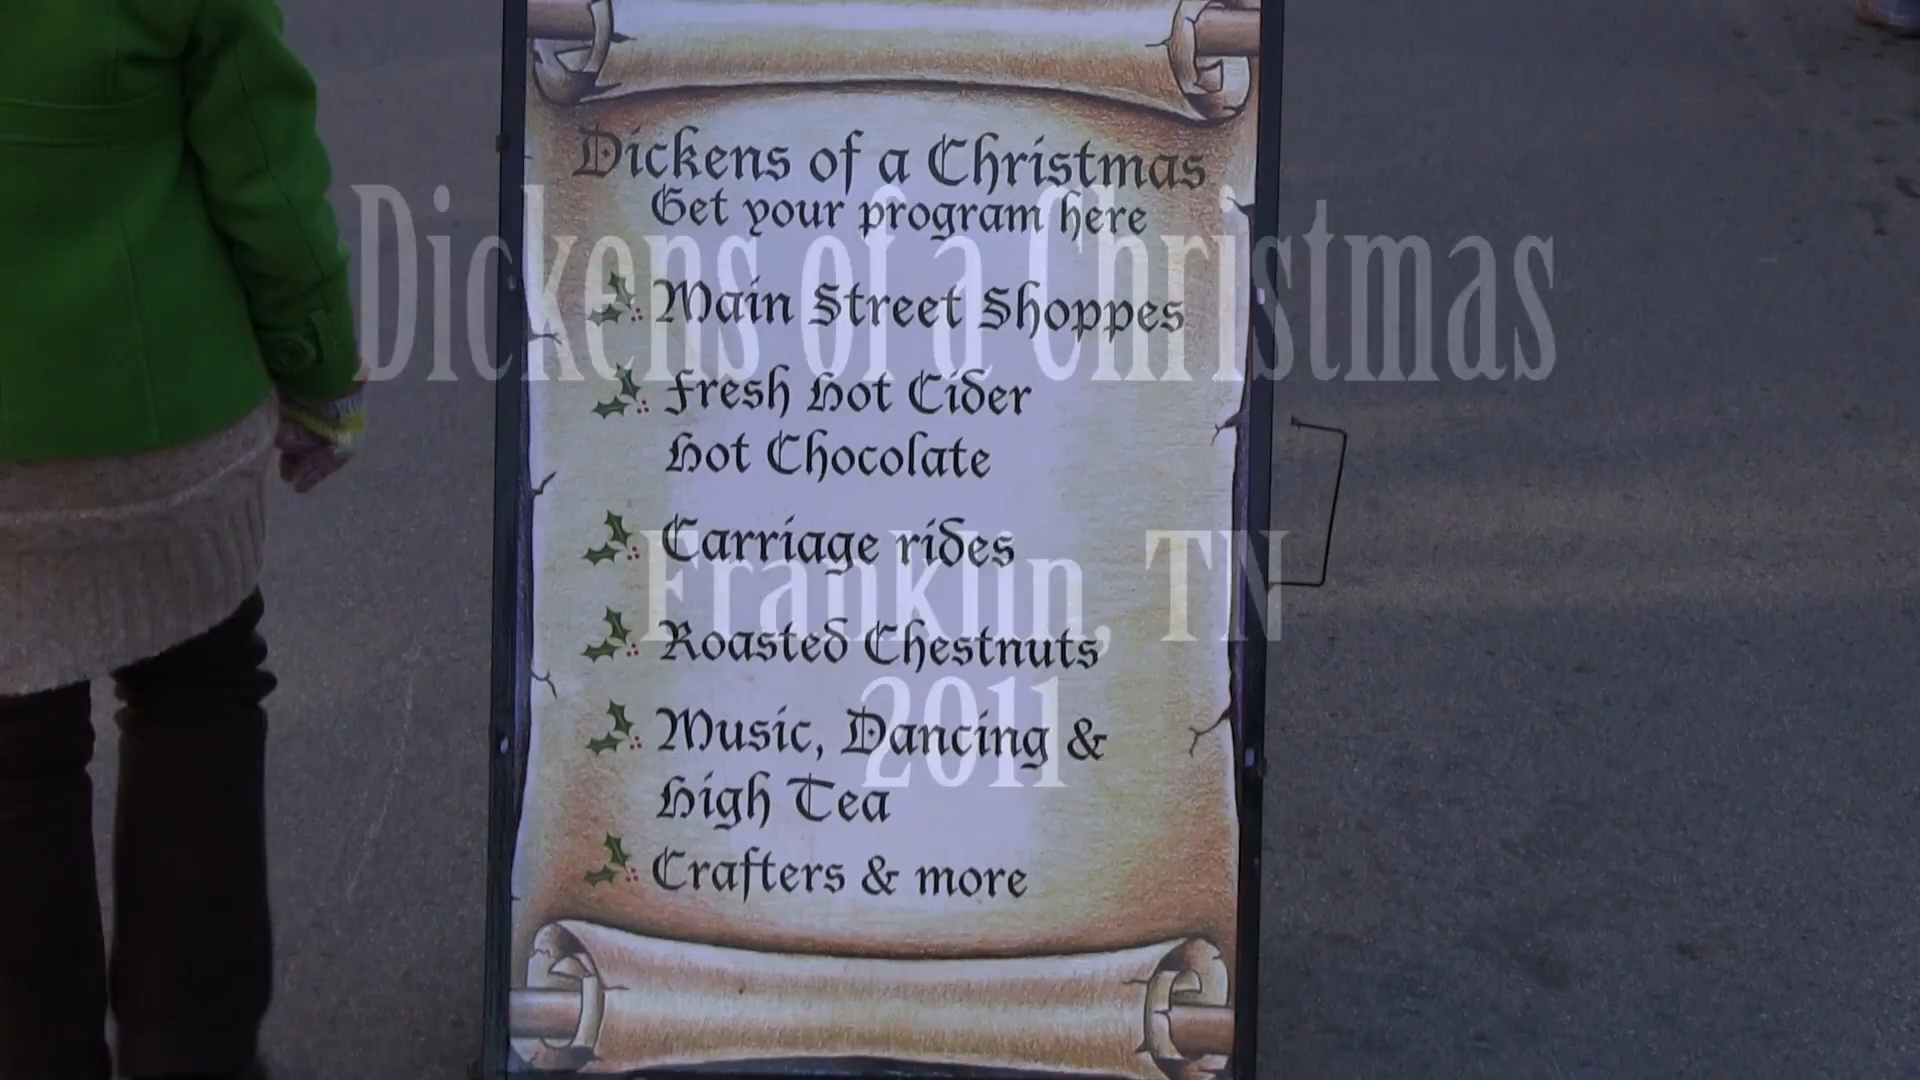 Dickens of a Christmas
Get your program here
Main Street Shoppes
Fresh Hot Cider
Hot Chocolate
Carriage rides
Roasted Chestnuts
Music, Dancing &
High Tea
Crafters & more
Dickens of a Christmas
Franklin, TN
2011